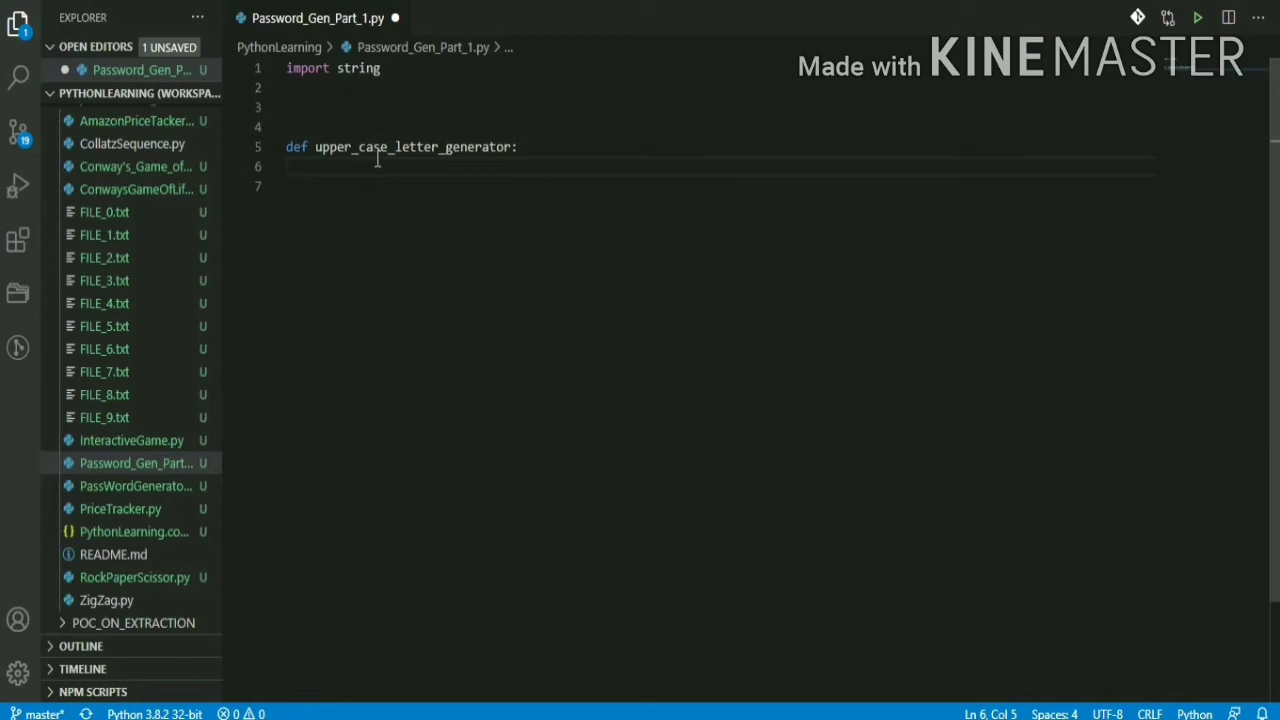 EXPLORER
Password_Gen_Part_1.py
OPEN EDITORS 1 UNSAVED
Password_Gen_P... U
PYTHONLEARNING (WORKSPA...
AmazonPriceTacker... U
CollatzSequence.py
Conway's_Game_of... U
ConwaysGameOfLif... U
FILE_0.txt U
FILE_1.txt U
FILE_2.txt U
FILE_3.txt U
FILE_4.txt U
FILE_5.txt U
FILE_6.txt U
FILE_7.txt U
FILE_8.txt U
FILE_9.txt U
InteractiveGame.py U
Password_Gen_Part... U
PassWordGenerato... U
PriceTracker.py U
PythonLearning.co... U
README.md
RockPaperScissor.py U
ZigZag.py
POC_ON_EXTRACTION
OUTLINE
TIMELINE
NPM SCRIPTS
1
19
PythonLearning > Password_Gen_Part_1.py > ...
Made with KINEMASTER
1 import string
2
3
4
5 def upper_case_letter_generator:
6
7
master* Python 3.8.2 32-bit 0 0 Ln 6, Col 5 Spaces: 4 UTF-8 CRLF Python